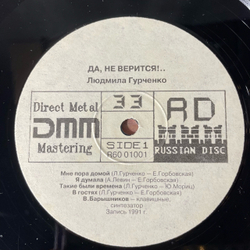 ДА, НЕ ВЕРИТСЯ!..
Людмила Гурченко
Direct Metal
DMM
Mastering
33
SIDE 1
R60 01001
RD
RUSSIAN DISC
Мне пора домой (Л.Гурченко — Е.Горбовская)
Я думала (А.Левин — Е.Горбовская)
Такие были времена (Л.Гурченко — Ю.Мориц)
В гостях (Л.Гурченко — Е.Горбовская)
В.Барышников — клавишные,
синтезатор
Запись 1991 г.